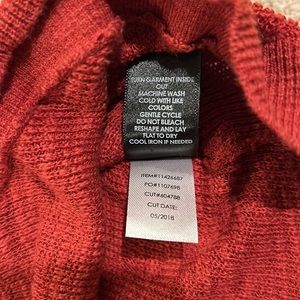 TURN GARMENT INSIDE
OUT
MACHINE WASH
COLD WITH LIKE
COLORS
GENTLE CYCLE
DO NOT BLEACH
RESHAPE AND LAY
FLAT TO DRY
COOL IRON IF NEEDED
ITEM#11426687
PO#1107698
CUT#604788
CUT DATE:
05/2018